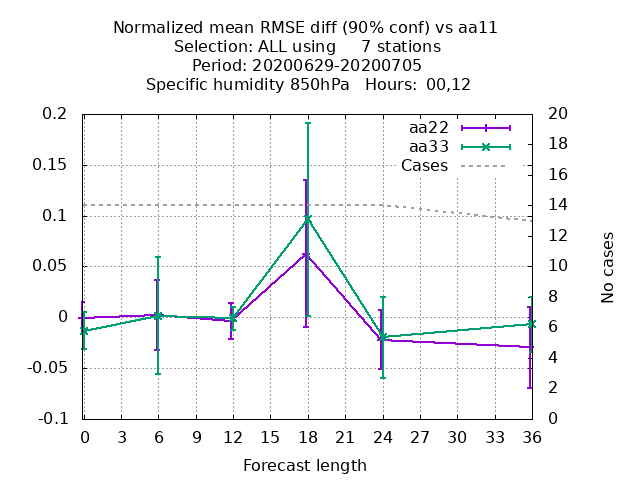 Normalized mean RMSE diff (90% conf) vs aa11
Selection: ALL using     7 stations
Period: 20200629-20200705
Specific humidity 850hPa   Hours: 00,12
aa22
aa33
Cases
0.2
0.15
0.1
0.05
0
-0.05
-0.1
20
18
16
14
12
10
8
6
4
2
0
No cases
0 3 6 9 12 15 18 21 24 27 30 33 36
Forecast length